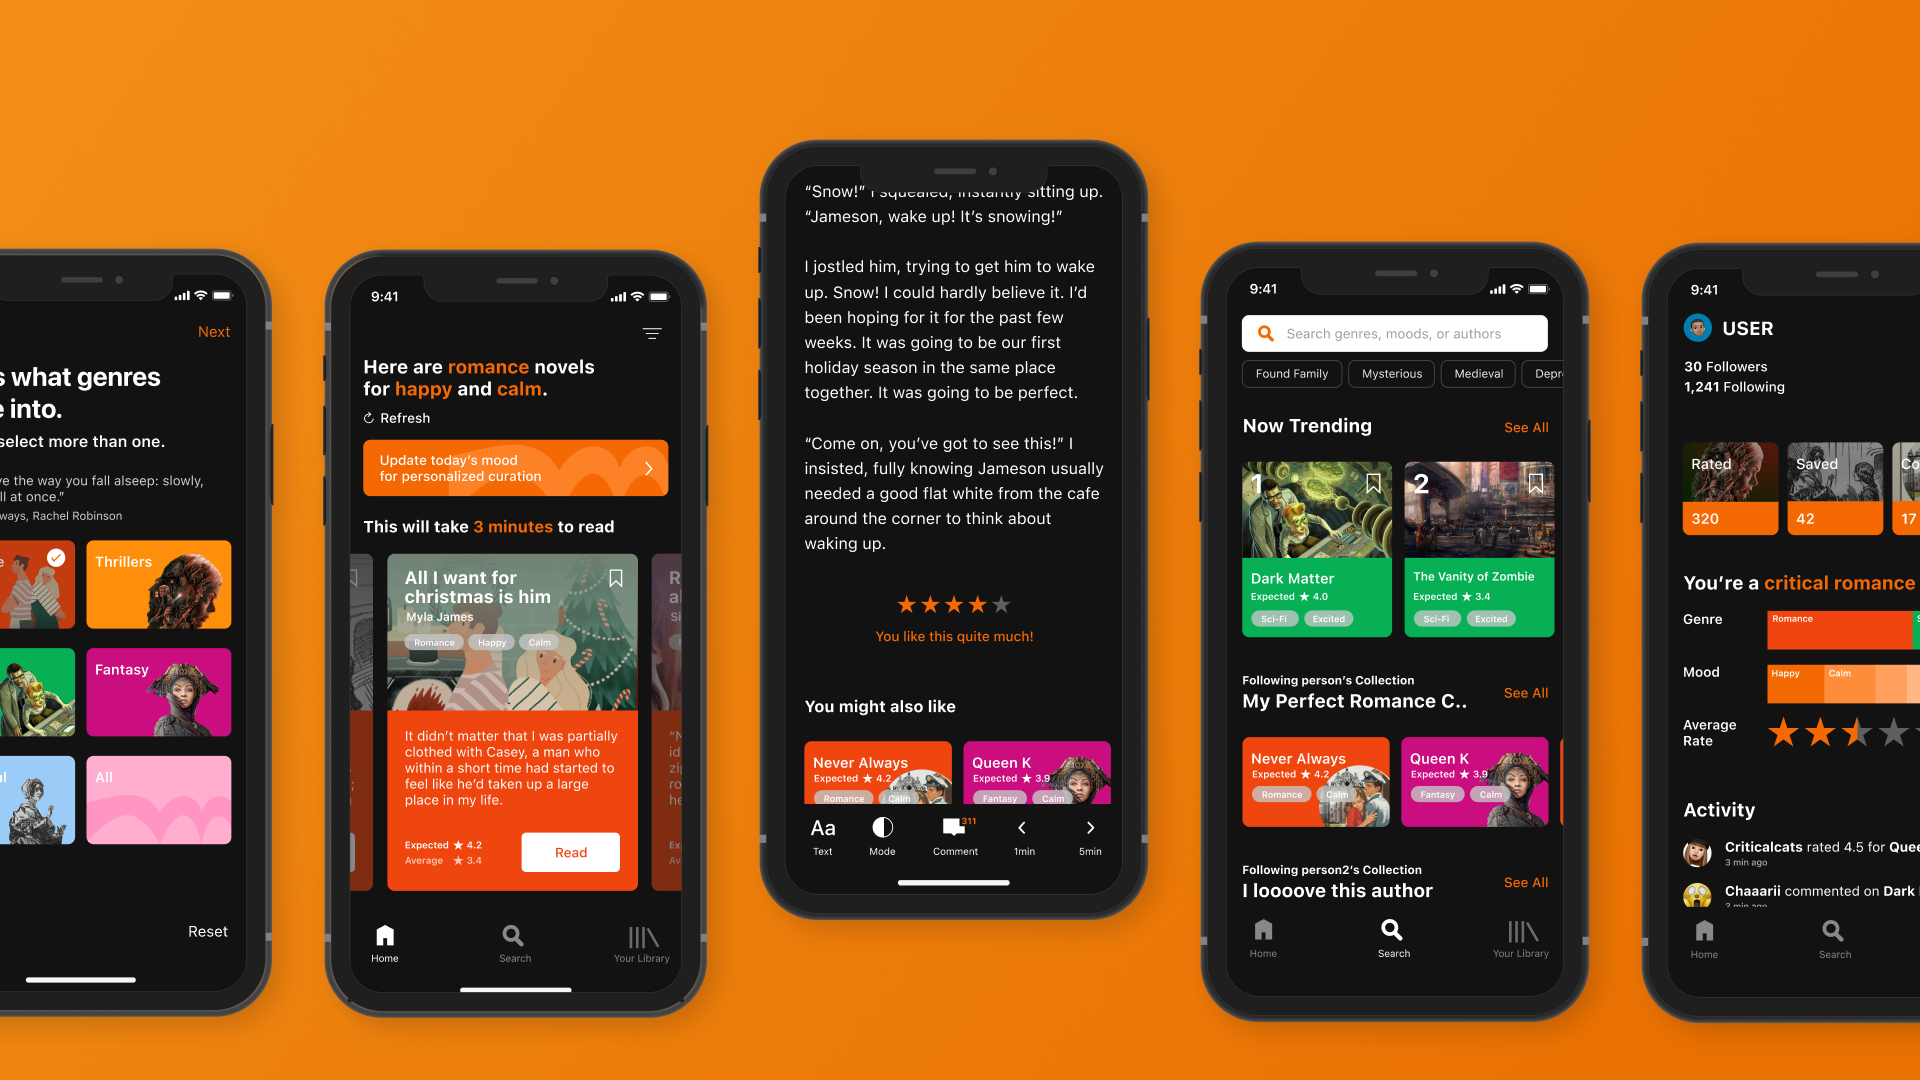 Next
s what genres
e into.
select more than one.
ve the way you fall alseep: slowly,
ll at once.”
ways, Rachel Robinson
e
Thrillers
Fantasy
al
All
Reset
9:41
Here are romance novels
for happy and calm.
Refresh
Update today’s mood
for personalized curation
This will take 3 minutes to read
All I want for
christmas is him
Myla James
Romance
Happy
Calm
It didn’t matter that I was partially
clothed with Casey, a man who
within a short time had started to
feel like he’d taken up a large
place in my life.
Expected ★ 4.2
Average ★ 3.4
Read
R
al
Si
“N
id
zi
ro
he
Ex
Av
Home
Search
Your Library
“Snow!” I squealed, instantly sitting up.
“Jameson, wake up! It’s snowing!”
I jostled him, trying to get him to wake
up. Snow! I could hardly believe it. I’d
been hoping for it for the past few
weeks. It was going to be our first
holiday season in the same place
together. It was going to be perfect.
“Come on, you’ve got to see this!” I
insisted, fully knowing Jameson usually
needed a good flat white from the cafe
around the corner to think about
waking up.
You like this quite much!
You might also like
Never Always
Expected ★ 4.2
Romance
Calm
Queen K
Expected ★ 3.9
Fantasy
Calm
Aa
311
Text
Mode
Comment
1min
5min
9:41
Search genres, moods, or authors
Found Family
Mysterious
Medieval
Depr
Now Trending
See All
1
Dark Matter
Expected ★ 4.0
Sci-Fi
Excited
2
The Vanity of Zombie
Expected ★ 3.4
Sci-Fi
Excited
Following person’s Collection
My Perfect Romance C..
See All
Never Always
Expected ★ 4.2
Romance
Calm
Queen K
Expected ★ 3.9
Fantasy
Calm
Following person2’s Collection
I loooove this author
See All
Home
Search
Your Library
9:41
USER
30 Followers
1,241 Following
Rated
320
Saved
42
Co
17
You’re a critical romance
Genre
Romance
S
Mood
Happy
Calm
Average
Rate
Activity
Criticalcats rated 4.5 for Quee
3 min ago
Chaaarii commented on Dark
3 min ago
Home
Search